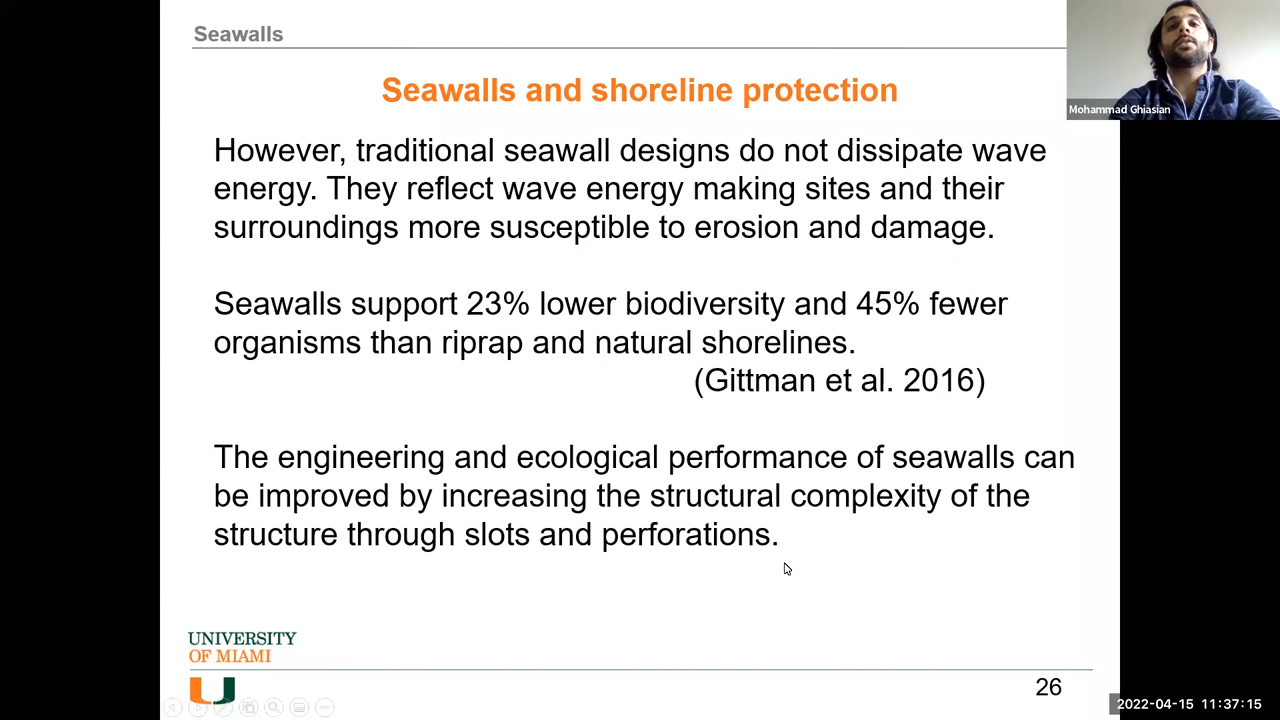 Seawalls
Seawalls and shoreline protection
Mohammad Ghiasian
However, traditional seawall designs do not dissipate wave
energy. They reflect wave energy making sites and their
surroundings more susceptible to erosion and damage.
Seawalls support 23% lower biodiversity and 45% fewer
organisms than riprap and natural shorelines.
(Gittman et al. 2016)
The engineering and ecological performance of seawalls can
be improved by increasing the structural complexity of the
structure through slots and perforations.
UNIVERSITY
OF MIAMI
U
26
2022-04-15 11:37:15